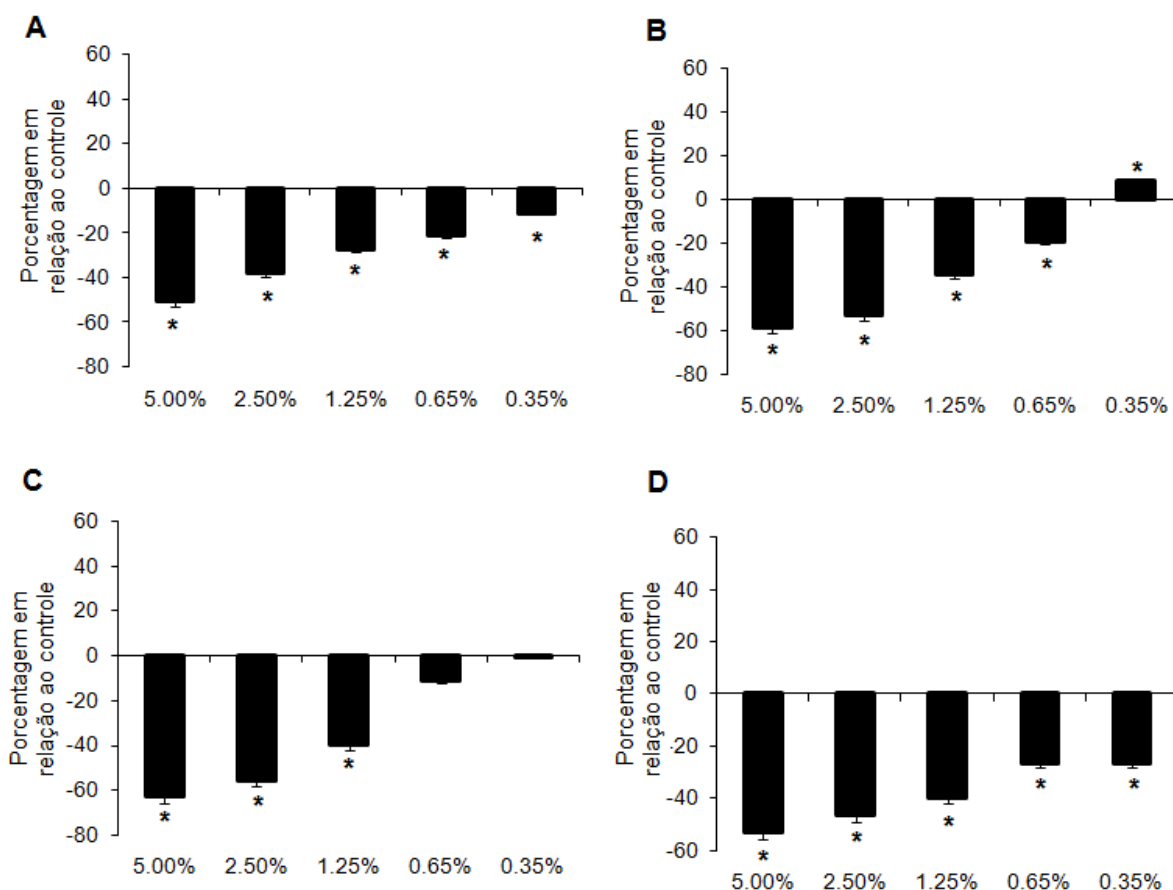 A
Porcentagem em
relação ao controle
60
40
20
0
-20
-40
-60
-80
* * * * *
5.00% 2.50% 1.25% 0.65% 0.35%
B
Porcentagem em
relação ao controle
60
40
20
0
-20
-40
-60
-80
* * * * *
5.00% 2.50% 1.25% 0.65% 0.35%
C
Porcentagem em
relação ao controle
60
40
20
0
-20
-40
-60
-80
* * *
5.00% 2.50% 1.25% 0.65% 0.35%
D
Porcentagem em
relação ao controle
60
40
20
0
-20
-40
-60
* * * * *
5.00% 2.50% 1.25% 0.65% 0.35%